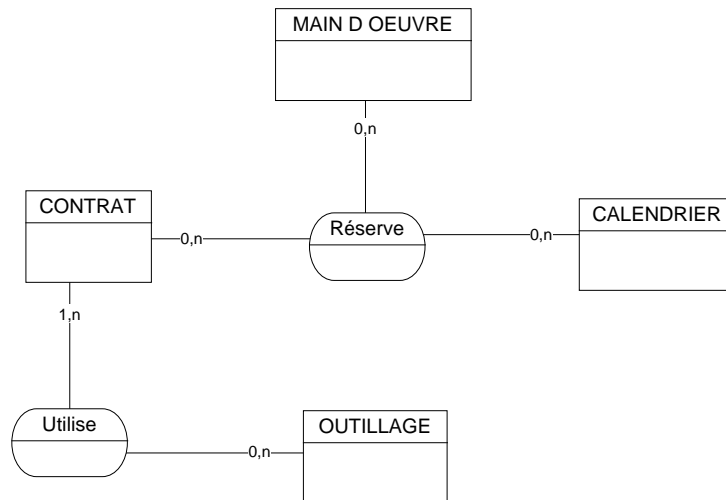 MAIN D OEUVRE
0,n
CONTRAT
0,n
Réserve
0,n
CALENDRIER
1,n
Utilise
0,n
OUTILLAGE